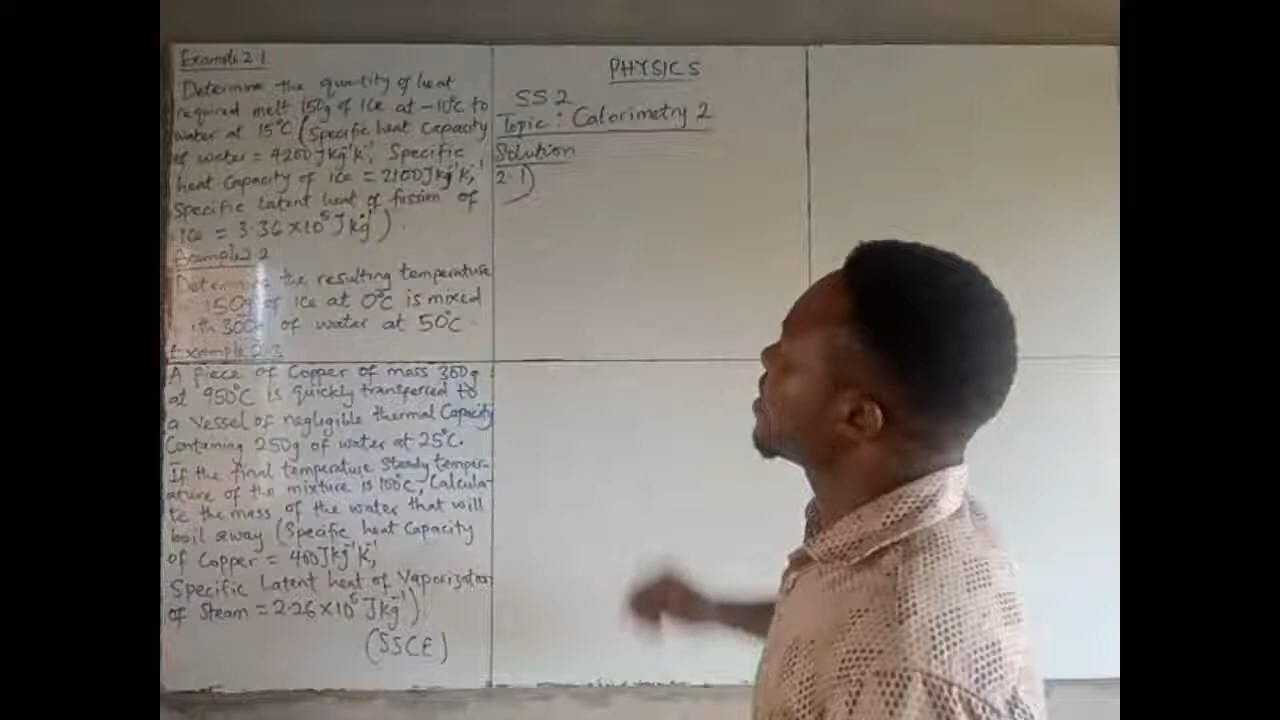 Example 2.1
Determine the quantity of heat
required melt 150g of Ice at -10°C to
water at 15°C (Specific heat Capacity
of water = 4200Jkg⁻¹K⁻¹, Specific
heat Capacity of Ice = 2100Jkg⁻¹K⁻¹,
Specific Latent heat of fussion of
Ice = 3.36×10⁵Jkg⁻¹).
Example 2.2
Determine the resulting temperature
150g of Ice at 0°C is mixed
ith 300g of water at 50°C.
Example 2.3
A Piece of Copper of mass 300g
at 950°C is quickly transferred to
a Vessel of negligible thermal Capacity
Containing 250g of water at 25°C.
If the final temperature Steady temper-
ature of the mixture is 100°C, Calcula-
te the mass of the water that will
boil away (Specific heat Capacity
of Copper = 400Jkg⁻¹K⁻¹,
Specific Latent heat of Vaporization
of Steam = 2.26×10⁶Jkg⁻¹)
(SSCE)
PHYSICS
SS2
Topic: Calorimetry 2
Solution
2.1)